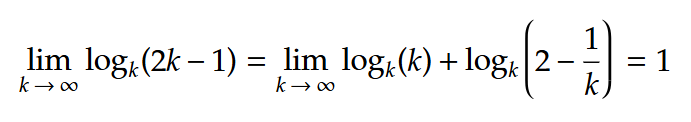 lim_{k→∞} log_k(2k − 1) = lim_{k→∞} log_k(k) + log_k(2 − 1/k) = 1